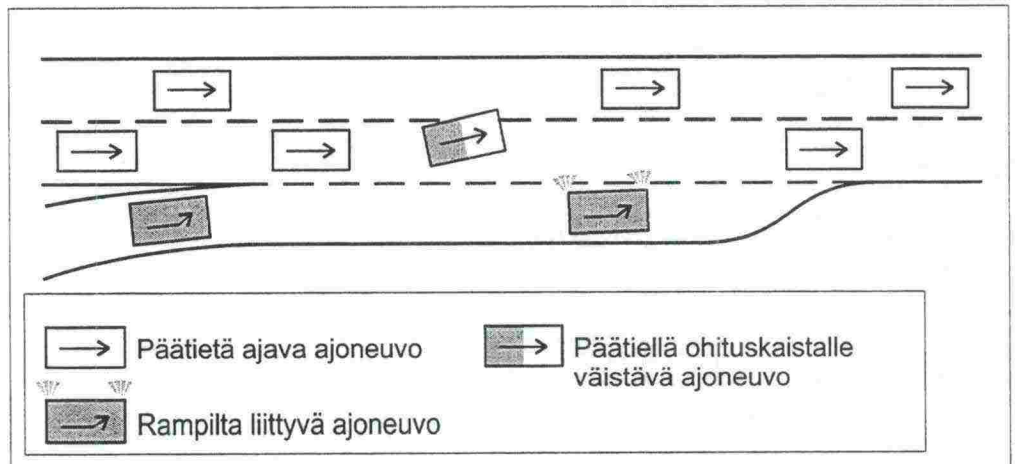 Päätietä ajava ajoneuvo
Päätiellä ohituskaistalle
väistävä ajoneuvo
Rampilta liittyvä ajoneuvo